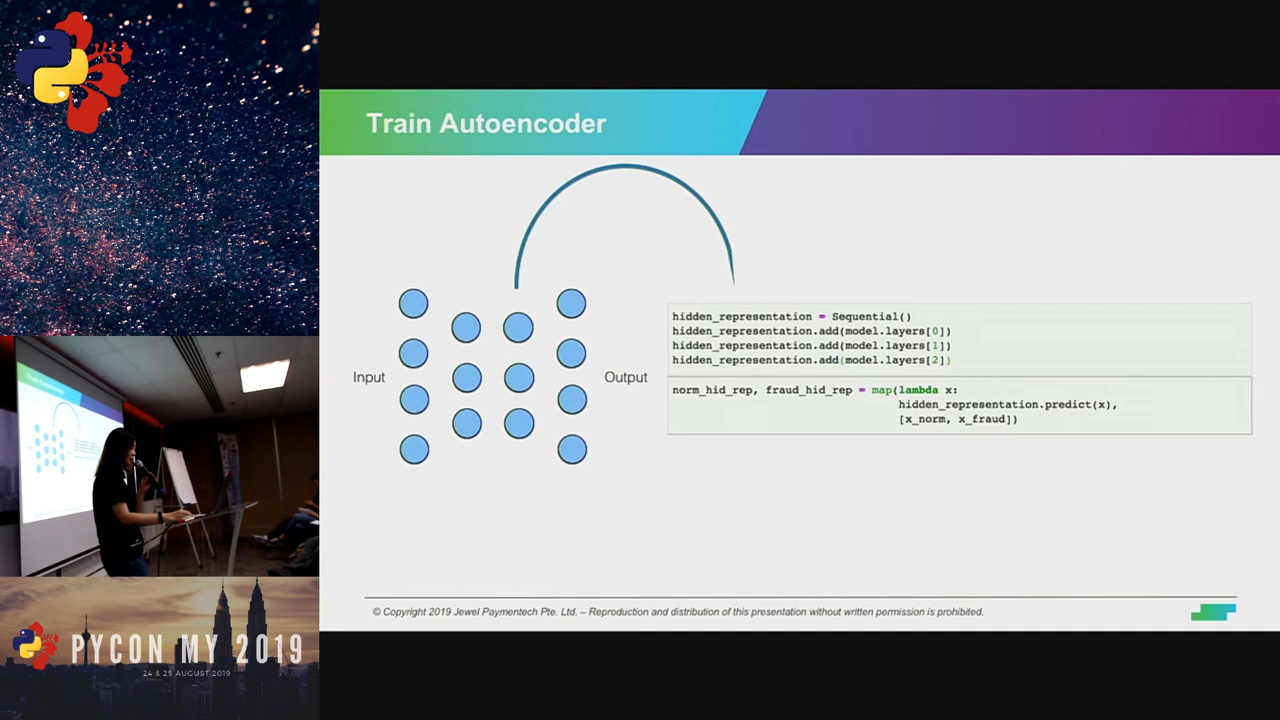 Train Autoencoder
Input
Output
hidden_representation = Sequential()
hidden_representation.add(model.layers[0])
hidden_representation.add(model.layers[1])
hidden_representation.add(model.layers[2])
norm_hid_rep, fraud_hid_rep = map(lambda x:
hidden_representation.predict(x),
[x_norm, x_fraud])
© Copyright 2019 Jewel Paymentech Pte. Ltd. – Reproduction and distribution of this presentation without written permission is prohibited.
Train Autoencoder
PYCON MY 2019
24 & 25 AUGUST 2019